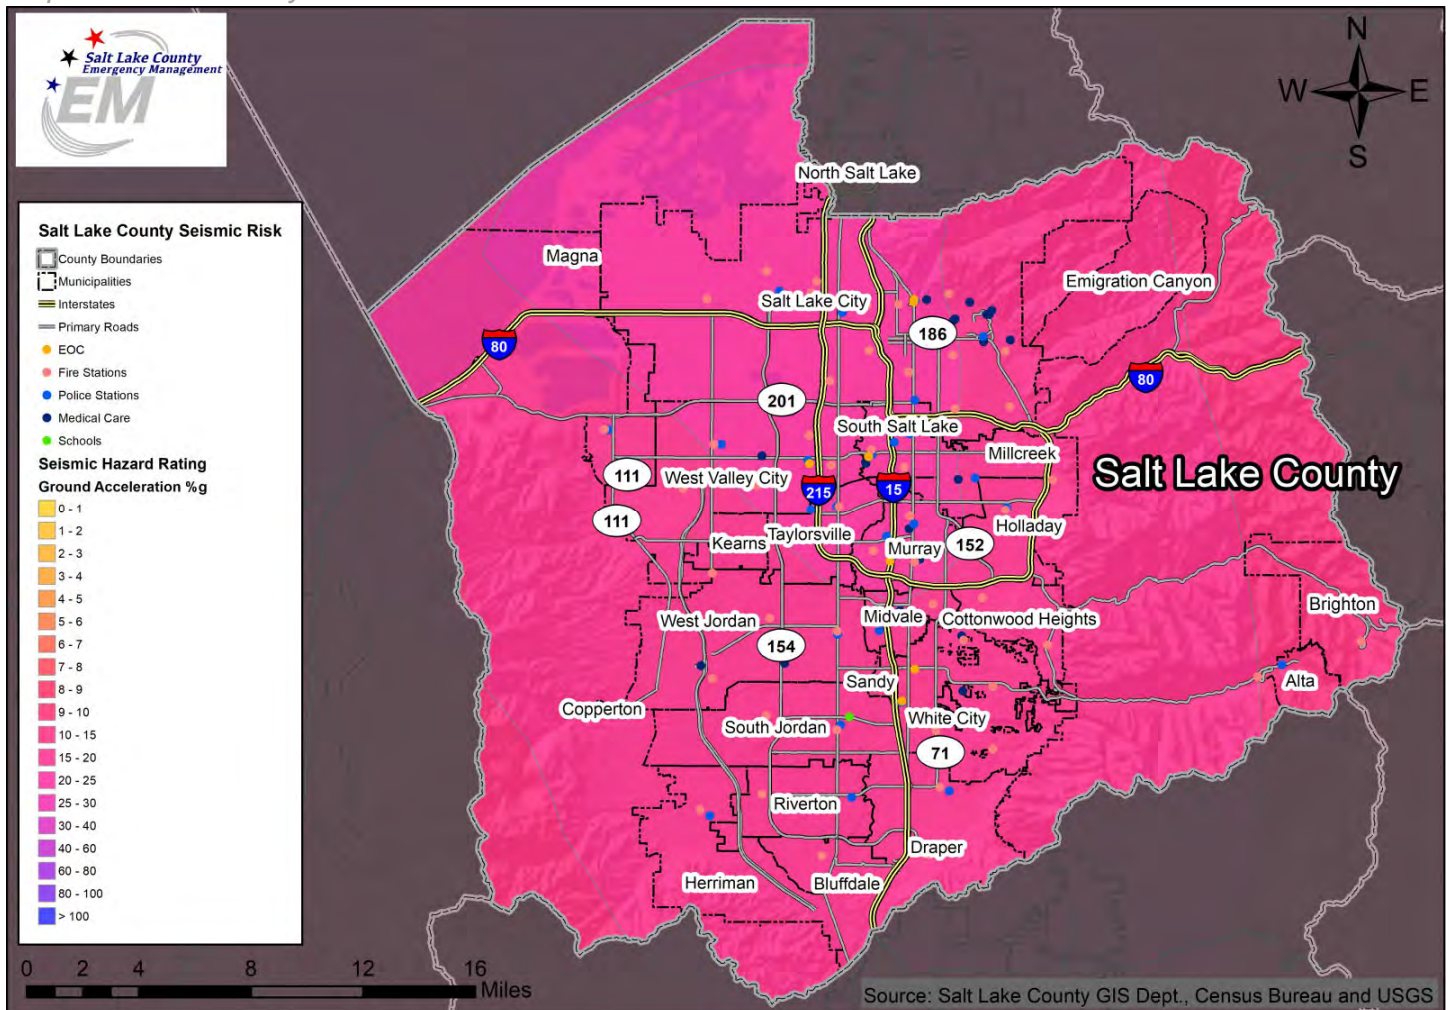 Salt Lake County
Emergency Management
EM
N
W
E
S
Salt Lake County Seismic Risk
County Boundaries
Municipalities
Interstates
Primary Roads
EOC
Fire Stations
Police Stations
Medical Care
Schools
Seismic Hazard Rating
Ground Acceleration %g
0 - 1
1 - 2
2 - 3
3 - 4
4 - 5
5 - 6
6 - 7
7 - 8
8 - 9
9 - 10
10 - 15
15 - 20
20 - 25
25 - 30
30 - 40
40 - 60
60 - 80
80 - 100
> 100
North Salt Lake
Magna
Emigration Canyon
Salt Lake City
186
80
80
201
South Salt Lake
Millcreek
Salt Lake County
111
West Valley City
215
15
111
Holladay
Taylorsville
Kearns
Murray
152
Brighton
West Jordan
Midvale
Cottonwood Heights
154
Sandy
Alta
Copperton
White City
South Jordan
71
Riverton
Draper
Herriman
Bluffdale
0 2 4 8 12 16
Miles
Source: Salt Lake County GIS Dept., Census Bureau and USGS